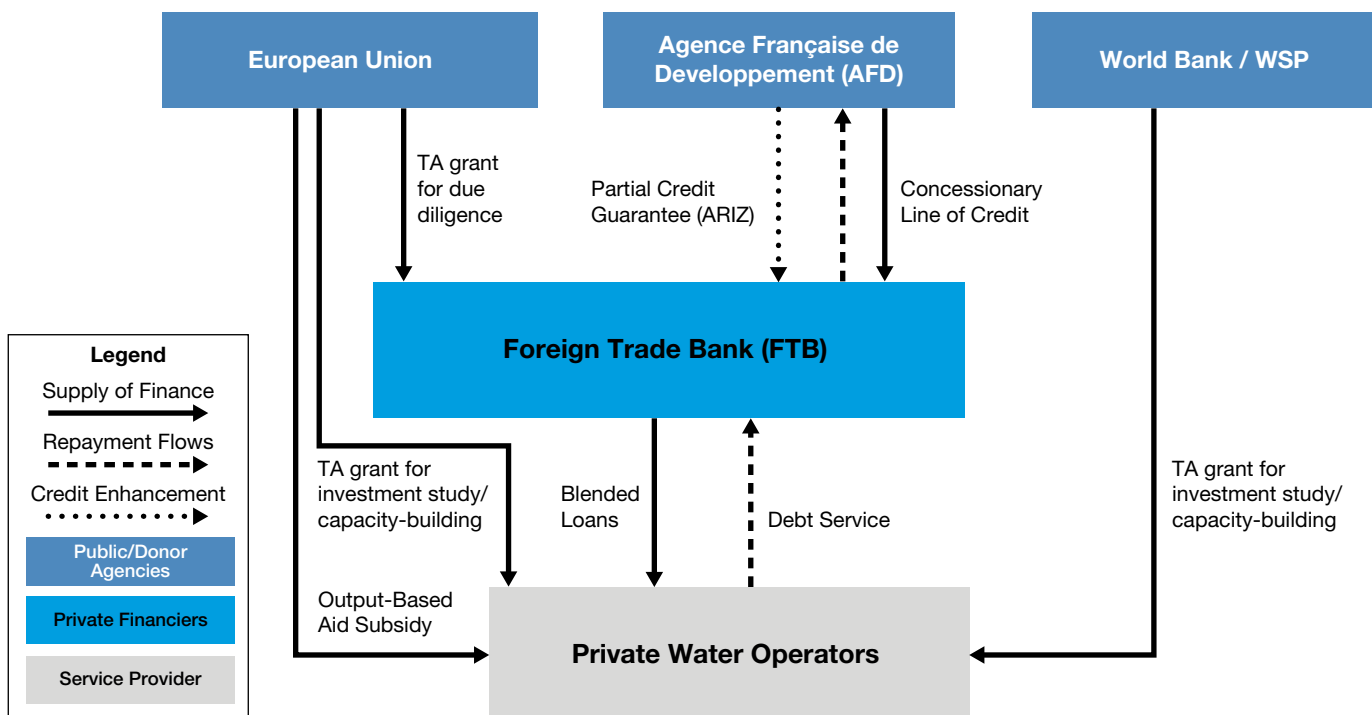 European Union
Agence Française de
Developpement (AFD)
World Bank / WSP
TA grant
for due
diligence
Partial Credit
Guarantee (ARIZ)
Concessionary
Line of Credit
Foreign Trade Bank (FTB)
Legend
Supply of Finance
Repayment Flows
Credit Enhancement
Public/Donor
Agencies
Private Financiers
Service Provider
TA grant for
investment study/
capacity-building
Blended
Loans
Debt Service
TA grant for
investment study/
capacity-building
Output-Based
Aid Subsidy
Private Water Operators